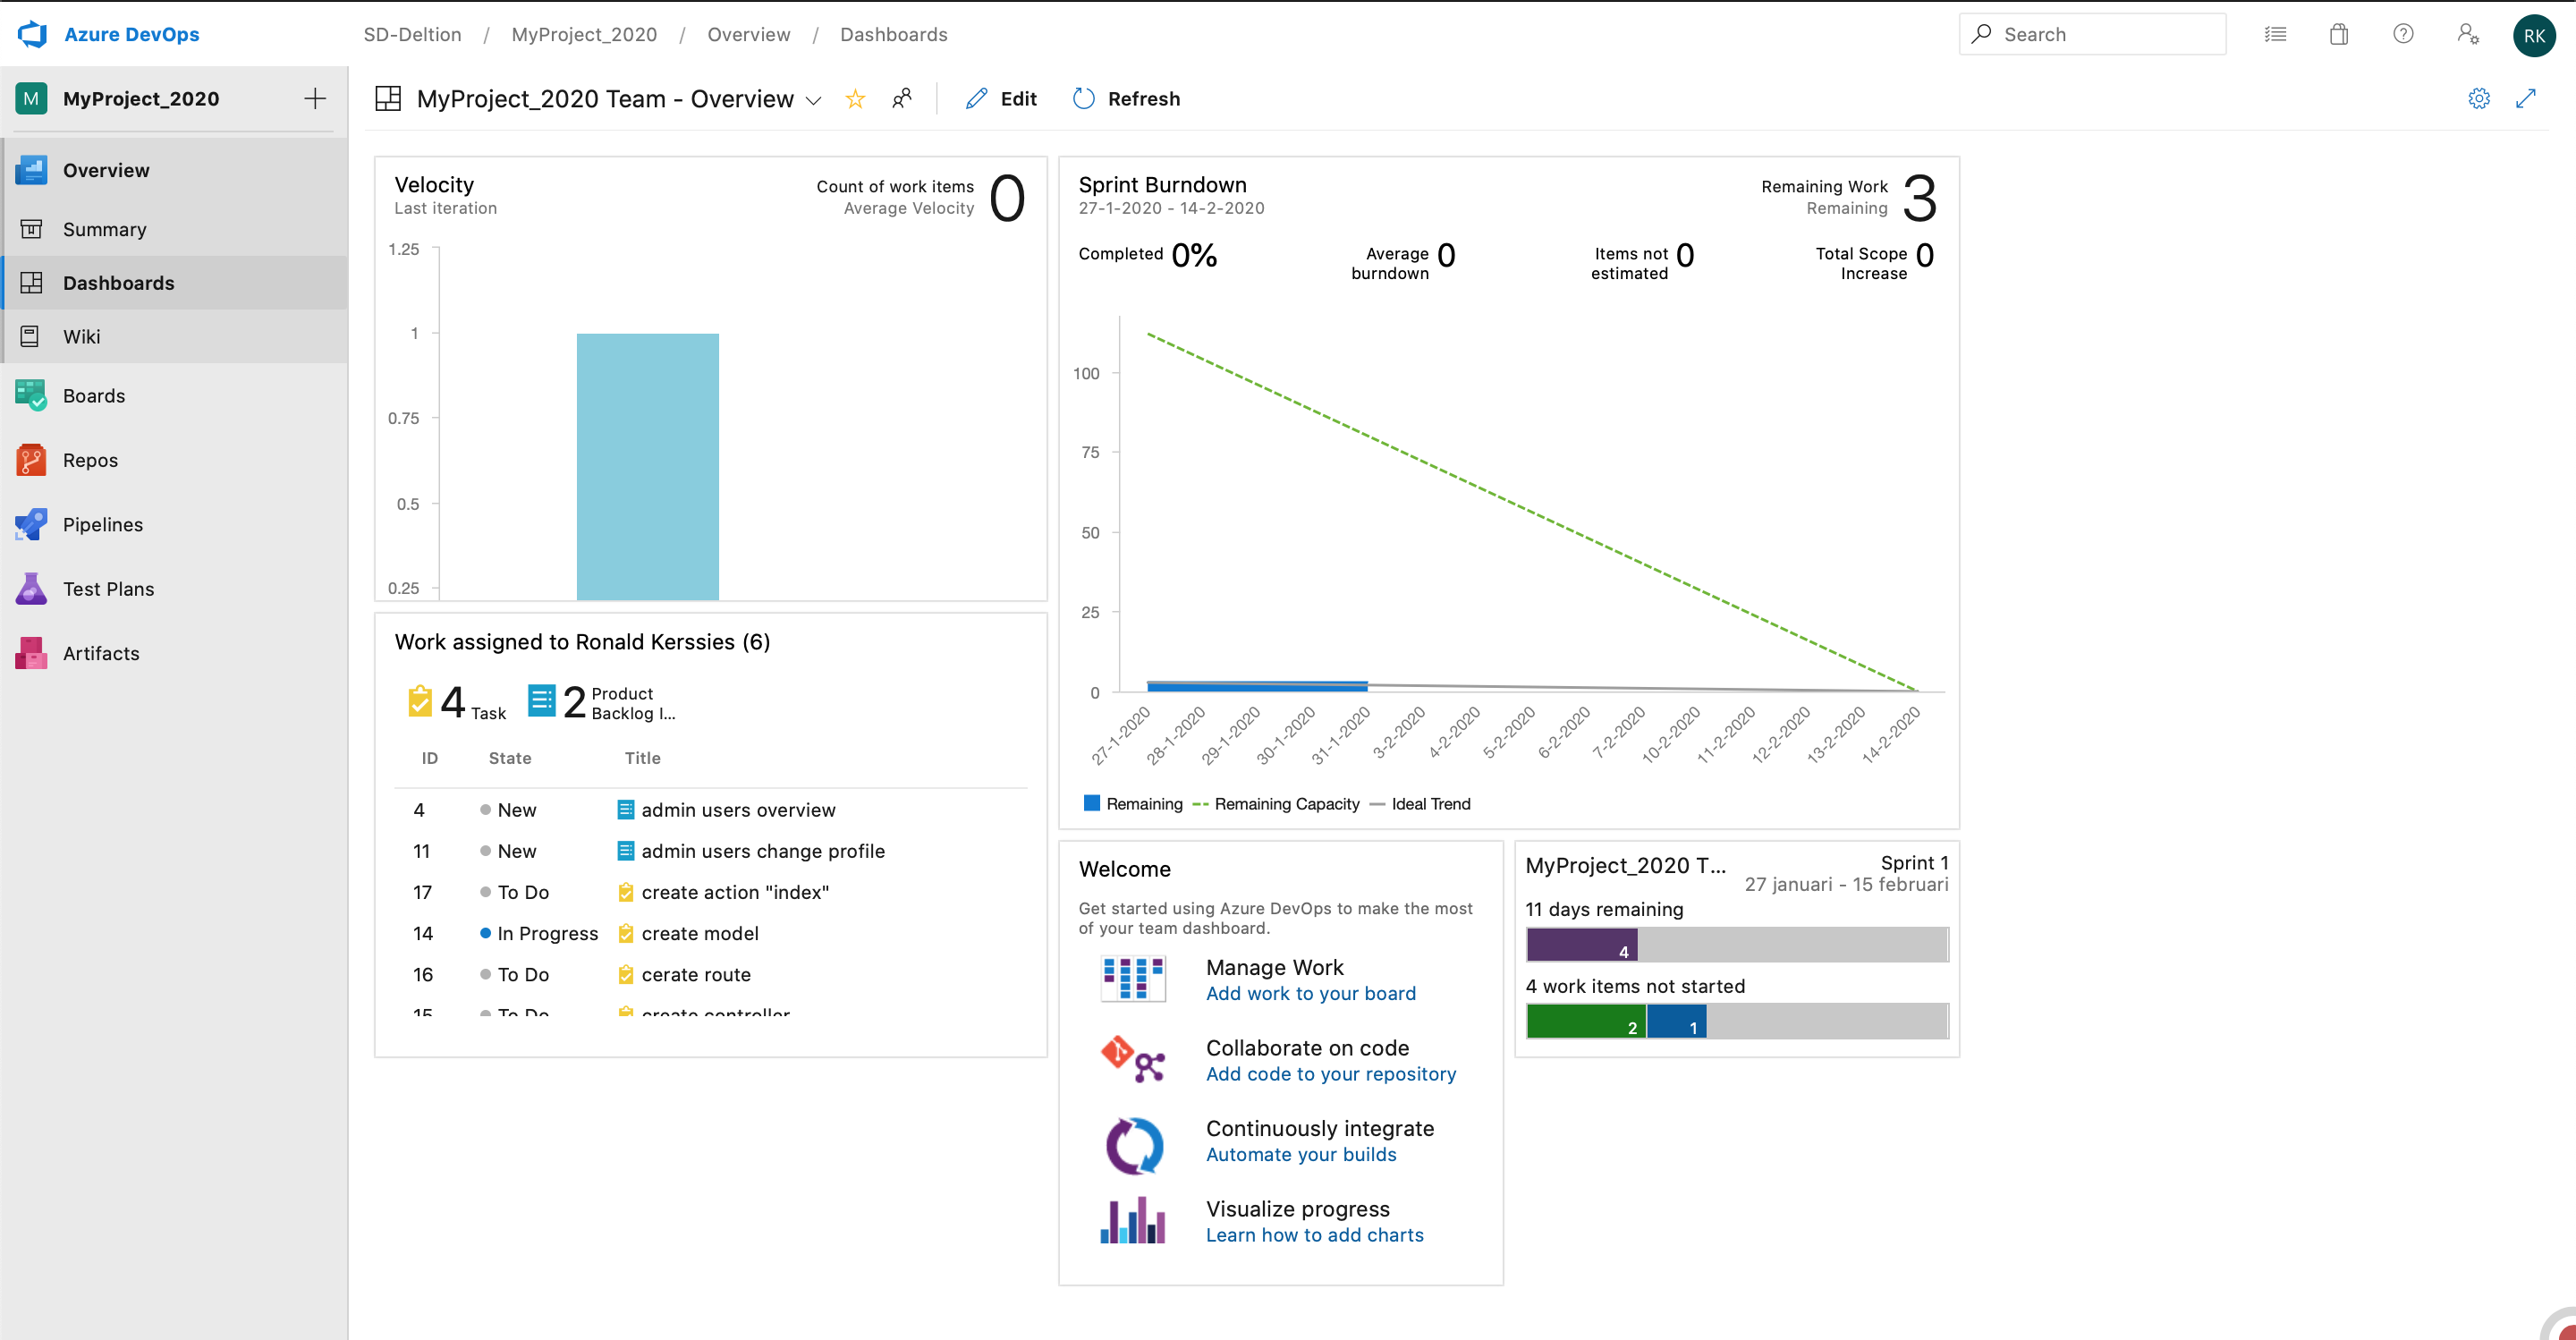 Azure DevOps
SD-Deltion / MyProject_2020 / Overview / Dashboards
Search
RK
M MyProject_2020
Overview
Summary
Dashboards
Wiki
Boards
Repos
Pipelines
Test Plans
Artifacts
MyProject_2020 Team - Overview
Edit
Refresh
Velocity
Last iteration
Count of work items
Average Velocity
0
1.25
1
0.75
0.5
0.25
Work assigned to Ronald Kerssies (6)
4 Task
2 Product
Backlog I...
ID State Title
4 New admin users overview
11 New admin users change profile
17 To Do create action "index"
14 In Progress create model
16 To Do cerate route
15 To Do create controller
Sprint Burndown
27-1-2020 - 14-2-2020
Remaining Work
Remaining
3
Completed 0%
Average
burndown
0
Items not
estimated
0
Total Scope
Increase
0
100
75
50
25
0
27-1-2020
28-1-2020
29-1-2020
30-1-2020
31-1-2020
3-2-2020
4-2-2020
5-2-2020
6-2-2020
7-2-2020
10-2-2020
11-2-2020
12-2-2020
13-2-2020
14-2-2020
Remaining Remaining Capacity Ideal Trend
Welcome
Get started using Azure DevOps to make the most
of your team dashboard.
Manage Work
Add work to your board
Collaborate on code
Add code to your repository
Continuously integrate
Automate your builds
Visualize progress
Learn how to add charts
MyProject_2020 T...
Sprint 1
27 januari - 15 februari
11 days remaining
4
4 work items not started
2 1